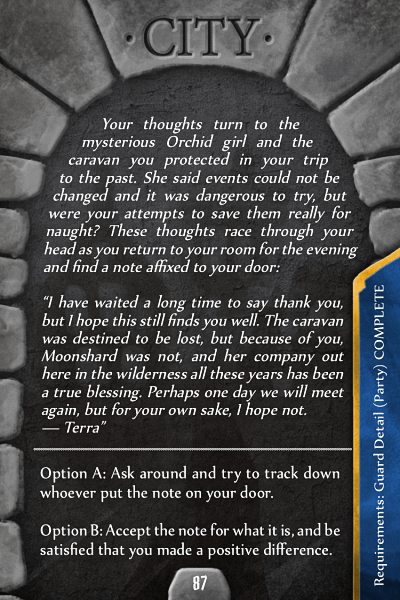 · CITY ·
Your thoughts turn to the
mysterious Orchid girl and the
caravan you protected in your trip
to the past. She said events could not be
changed and it was dangerous to try, but
were your attempts to save them really for
naught? These thoughts race through your
head as you return to your room for the evening
and find a note affixed to your door:
“I have waited a long time to say thank you,
but I hope this still finds you well. The caravan
was destined to be lost, but because of you,
Moonshard was not, and her company out
here in the wilderness all these years has been
a true blessing. Perhaps one day we will meet
again, but for your own sake, I hope not.
— Terra”
Option A: Ask around and try to track down
whoever put the note on your door.
Option B: Accept the note for what it is, and be
satisfied that you made a positive difference.
Requirements: Guard Detail (Party) COMPLETE
87